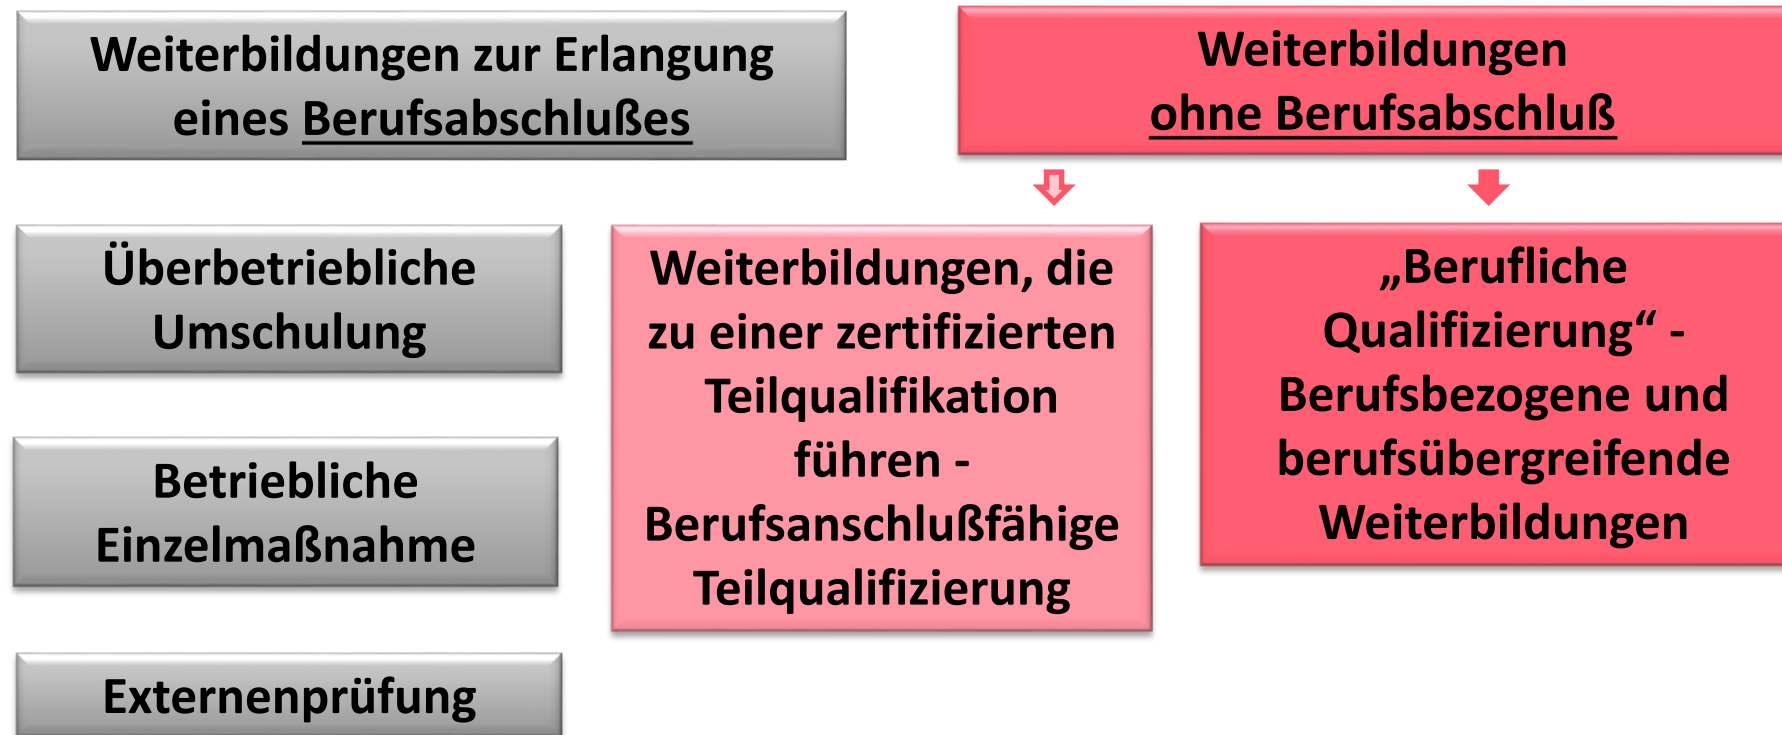 Weiterbildungen zur Erlangung
eines Berufsabschlußes
Weiterbildungen
ohne Berufsabschluß
Überbetriebliche
Umschulung
Betriebliche
Einzelmaßnahme
Externenprüfung
Weiterbildungen, die
zu einer zertifizierten
Teilqualifikation
führen -
Berufsanschlußfähige
Teilqualifizierung
„Berufliche
Qualifizierung“ -
Berufsbezogene und
berufsübergreifende
Weiterbildungen